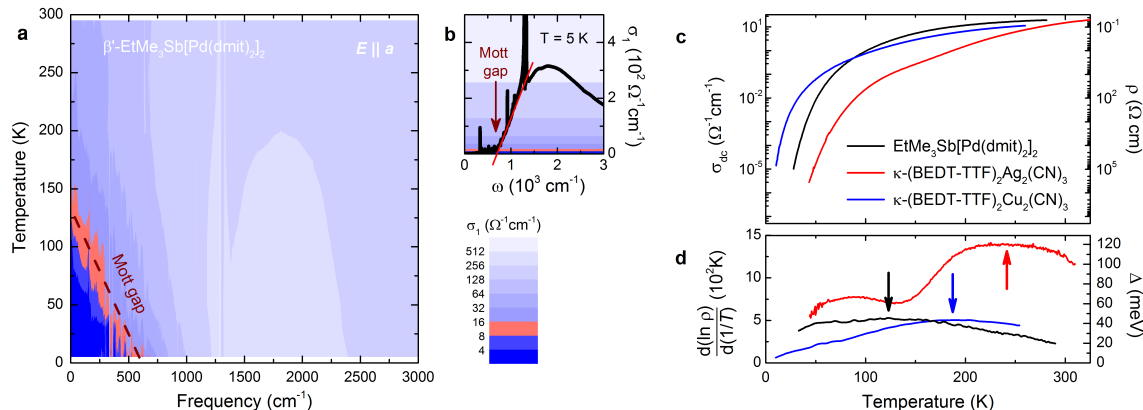 a
β'-EtMe₃Sb[Pd(dmit)₂]₂
E || a
Mott gap
Temperature (K)
300
250
200
150
100
50
0
0
500
1000
1500
2000
2500
3000
Frequency (cm⁻¹)
b
T = 5 K
Mott
gap
4
2
0
σ₁ (10² Ω⁻¹cm⁻¹)
0
1
2
3
ω (10³ cm⁻¹)
σ₁ (Ω⁻¹cm⁻¹)
512
256
128
64
32
16
8
4
c
σdc (Ω⁻¹cm⁻¹)
10¹
10⁻¹
10⁻³
10⁻⁵
10⁻¹
10²
10⁵
ρ (Ω cm)
EtMe₃Sb[Pd(dmit)₂]₂
κ-(BEDT-TTF)₂Ag₂(CN)₃
κ-(BEDT-TTF)₂Cu₂(CN)₃
d
d(ln ρ)
d(1/T)
(10²K)
15
10
5
0
120
100
80
60
40
20
0
Δ (meV)
0
100
200
300
Temperature (K)